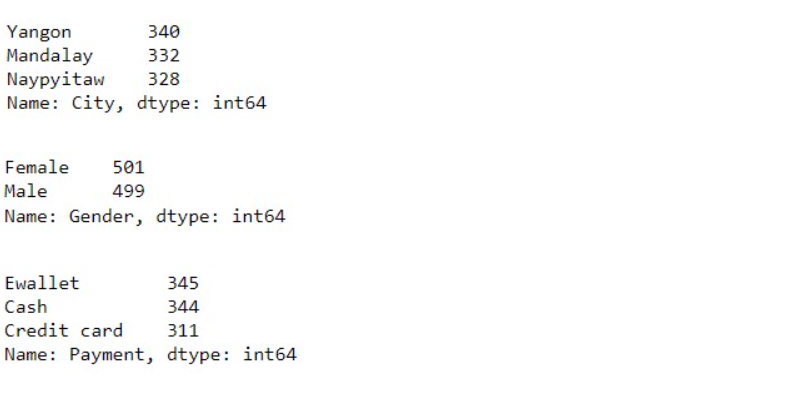 Yangon 340
Mandalay 332
Naypyitaw 328
Name: City, dtype: int64
Female 501
Male 499
Name: Gender, dtype: int64
Ewallet 345
Cash 344
Credit card 311
Name: Payment, dtype: int64